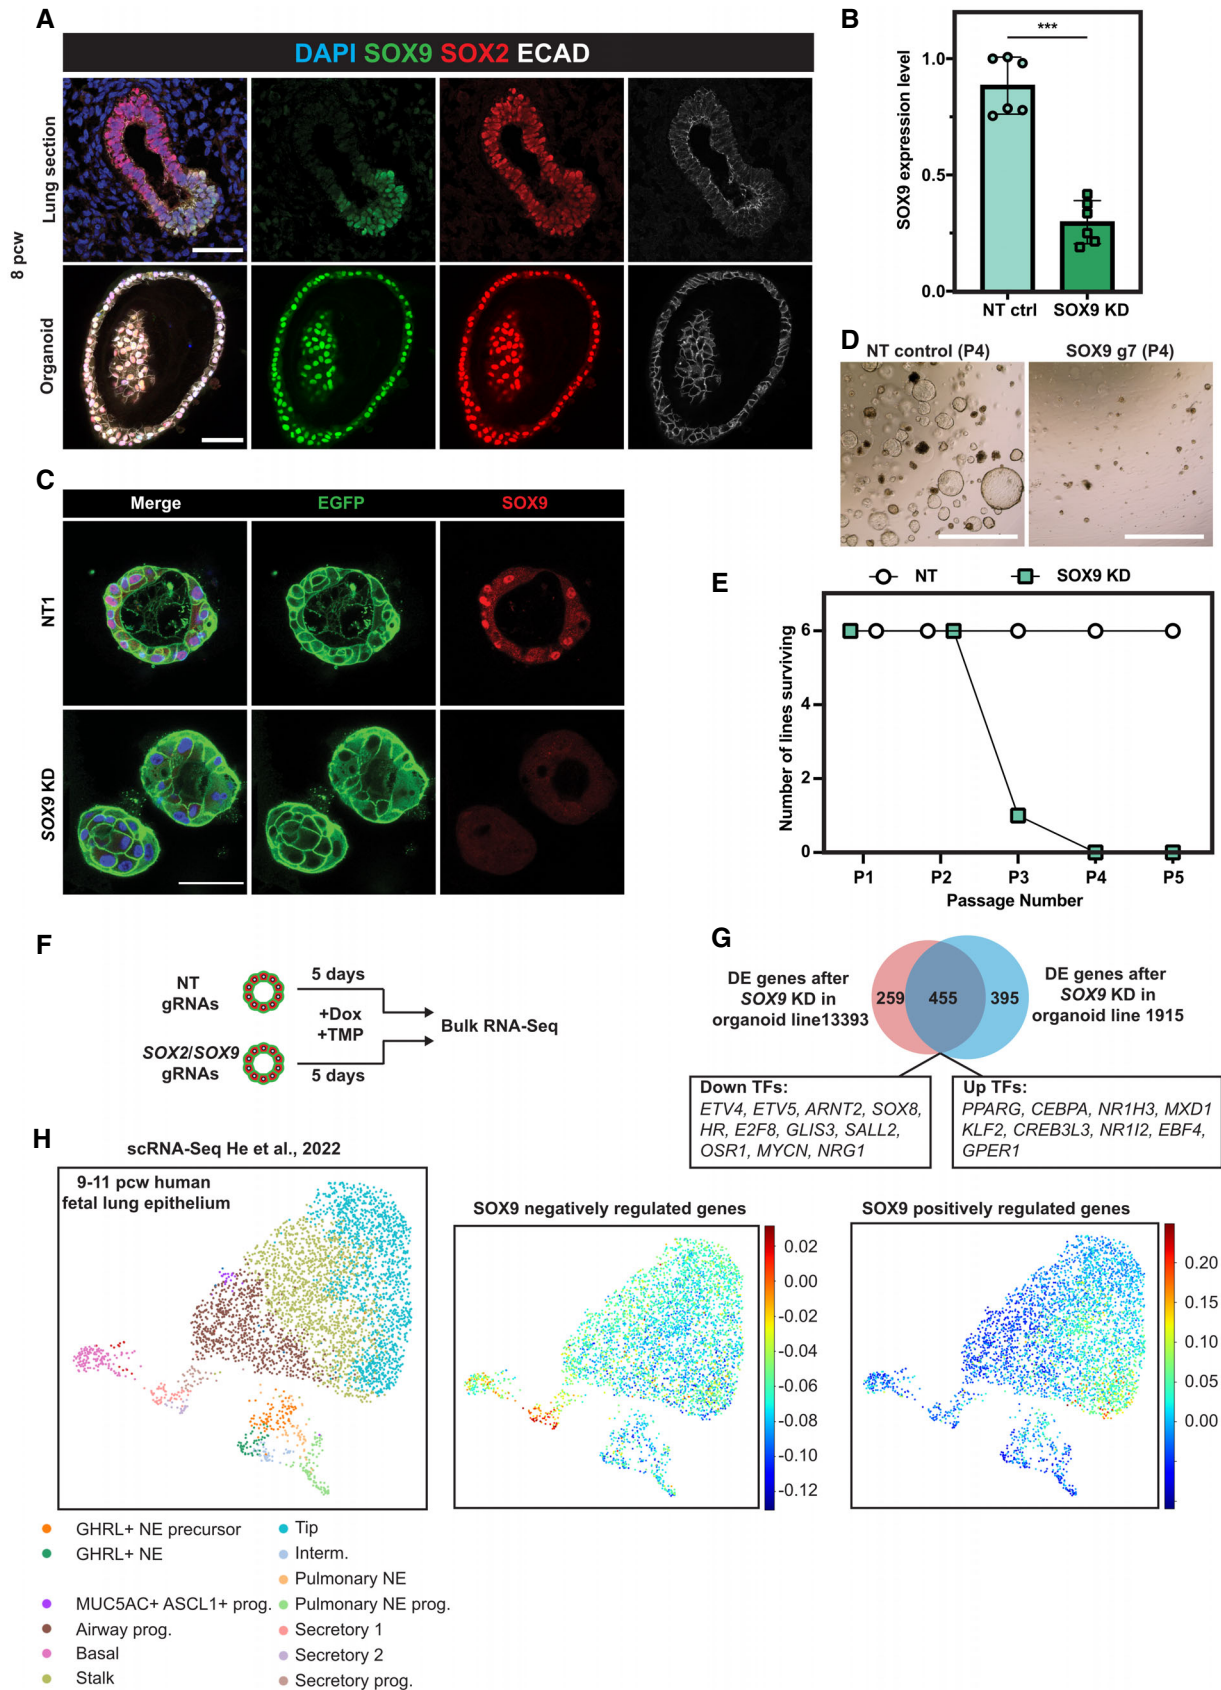 A
DAPI SOX9 SOX2 ECAD
8 pcw
Lung section
Organoid
B
***
SOX9 expression level
1.0
0.5
0.0
NT ctrl
SOX9 KD
C
Merge
EGFP
SOX9
NT1
SOX9 KD
D
NT control (P4)
SOX9 g7 (P4)
E
NT
SOX9 KD
Number of lines surviving
6
4
2
0
P1
P2
P3
P4
P5
Passage Number
F
NT
gRNAs
5 days
+Dox
+TMP
Bulk RNA-Seq
SOX2/SOX9
gRNAs
5 days
G
DE genes after
SOX9 KD in
organoid line13393
259
455
395
DE genes after
SOX9 KD in
organoid line 1915
Down TFs:
ETV4, ETV5, ARNT2, SOX8,
HR, E2F8, GLIS3, SALL2,
OSR1, MYCN, NRG1
Up TFs:
PPARG, CEBPA, NR1H3, MXD1
KLF2, CREB3L3, NR1I2, EBF4,
GPER1
H
scRNA-Seq He et al., 2022
9-11 pcw human
fetal lung epithelium
SOX9 negatively regulated genes
0.02
0.00
-0.02
-0.04
-0.06
-0.08
-0.10
-0.12
SOX9 positively regulated genes
0.20
0.15
0.10
0.05
0.00
GHRL+ NE precursor
GHRL+ NE
MUC5AC+ ASCL1+ prog.
Airway prog.
Basal
Stalk
Tip
Interm.
Pulmonary NE
Pulmonary NE prog.
Secretory 1
Secretory 2
Secretory prog.